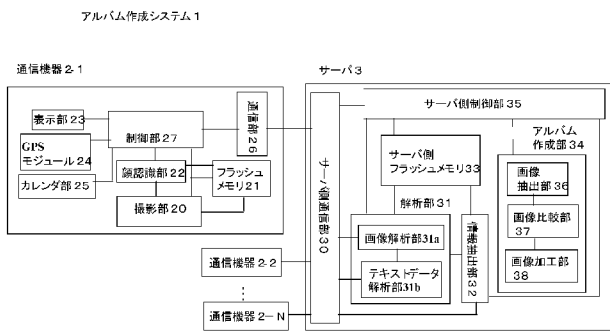 アルバム作成システム1
通信機器2-1
表示部23
GPS
モジュール24
カレンダ部25
制御部27
顔認識部22
撮影部20
フラッシュ
メモリ21
通信部26
通信機器2-2
⋮
通信機器2-N
サーバ3
サーバ側通信部30
サーバ側制御部35
サーバ側
フラッシュメモリ33
解析部31
画像解析部31a
テキストデータ
解析部31b
情報抽出部32
アルバム
作成部34
画像
抽出部36
画像比較部
37
画像加工部
38